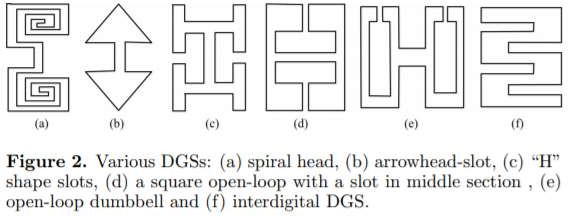 (a) (b) (c) (d) (e) (f)
Figure 2. Various DGSs: (a) spiral head, (b) arrowhead-slot, (c) “H”
shape slots, (d) a square open-loop with a slot in middle section , (e)
open-loop dumbbell and (f) interdigital DGS.